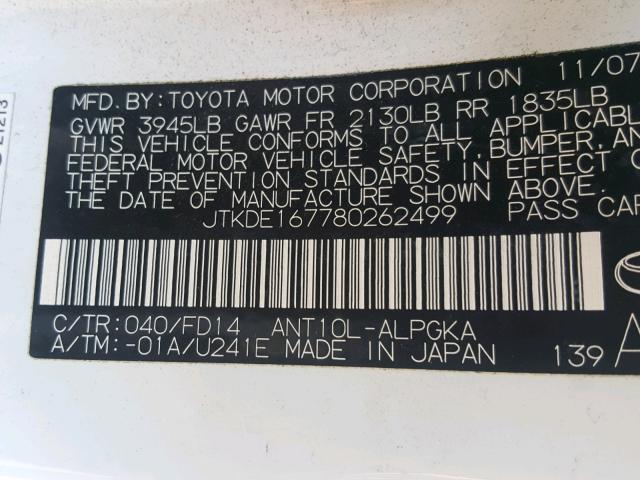 MFD. BY: TOYOTA MOTOR CORPORATION 11/07
GVWR 3945LB GAWR FR 2130LB RR 1835LB
THIS VEHICLE CONFORMS TO ALL APPLICABLE
FEDERAL MOTOR VEHICLE SAFETY, BUMPER, AN
THEFT PREVENTION STANDARDS IN EFFECT O
THE DATE OF MANUFACTURE SHOWN ABOVE.
JTKDE167780262499 PASS CAR
C/TR: 040/FD14 ANT10L-ALPGKA
A/TM: -01A/U241E MADE IN JAPAN 139 A
21213